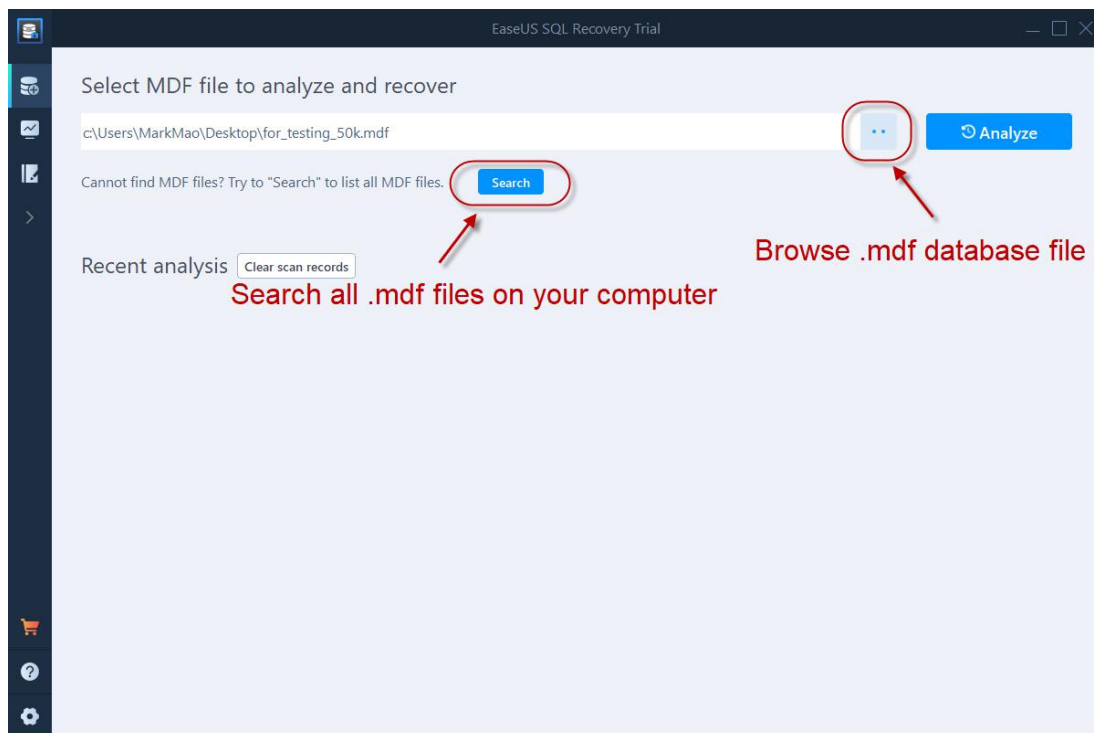 EaseUS SQL Recovery Trial
Select MDF file to analyze and recover
c:\Users\MarkMao\Desktop\for_testing_50k.mdf
Analyze
Cannot find MDF files? Try to "Search" to list all MDF files.
Search
Browse .mdf database file
Recent analysis
Clear scan records
Search all .mdf files on your computer